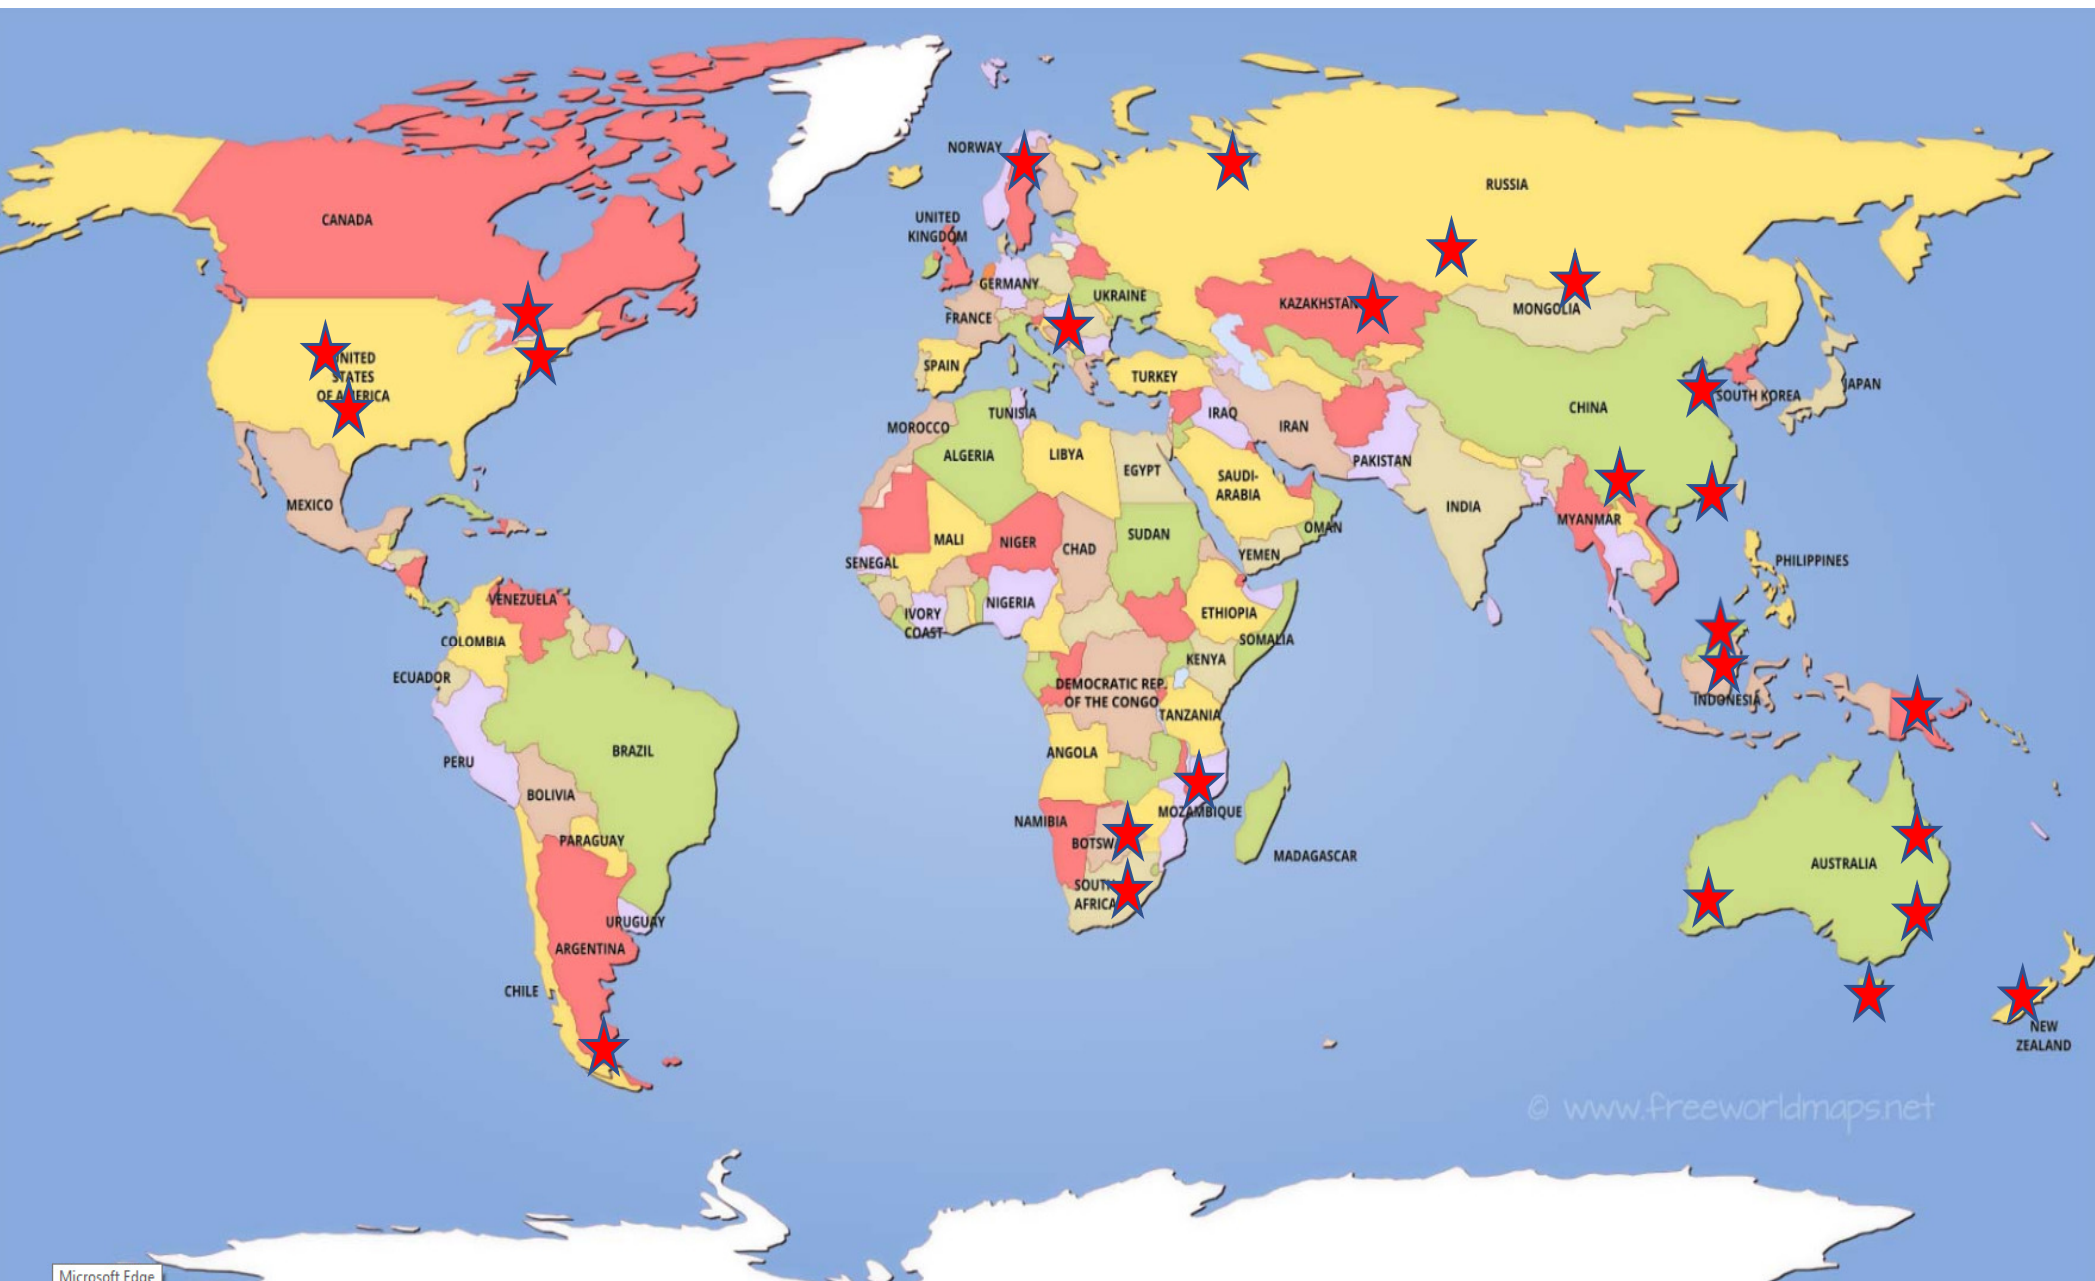 NORWAY
RUSSIA
CANADA
UNITED
KINGDOM
GERMANY
UKRAINE
KAZAKHSTAN
MONGOLIA
FRANCE
UNITED
STATES
OF AMERICA
SPAIN
TURKEY
JAPAN
SOUTH KOREA
CHINA
TUNISIA
IRAQ
IRAN
MOROCCO
ALGERIA
LIBYA
EGYPT
PAKISTAN
SAUDI-
ARABIA
MEXICO
INDIA
OMAN
MYANMAR
MALI
NIGER
CHAD
SUDAN
YEMEN
PHILIPPINES
SENEGAL
VENEZUELA
NIGERIA
IVORY
COAST
ETHIOPIA
COLOMBIA
SOMALIA
KENYA
ECUADOR
DEMOCRATIC REP.
OF THE CONGO
INDONESIA
TANZANIA
BRAZIL
ANGOLA
PERU
BOLIVIA
MOZAMBIQUE
NAMIBIA
PARAGUAY
BOTSW
MADAGASCAR
AUSTRALIA
SOUTH
AFRICA
URUGUAY
ARGENTINA
CHILE
NEW
ZEALAND
© www.freeworldmaps.net
Microsoft Edge